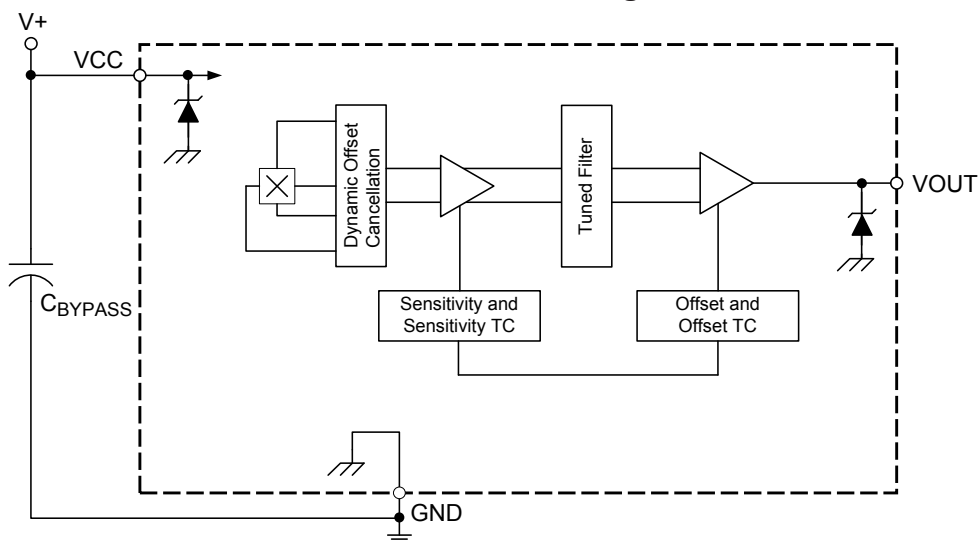 V+
VCC
Dynamic Offset
Cancellation
Tuned Filter
VOUT
CBYPASS
Sensitivity and
Sensitivity TC
Offset and
Offset TC
GND